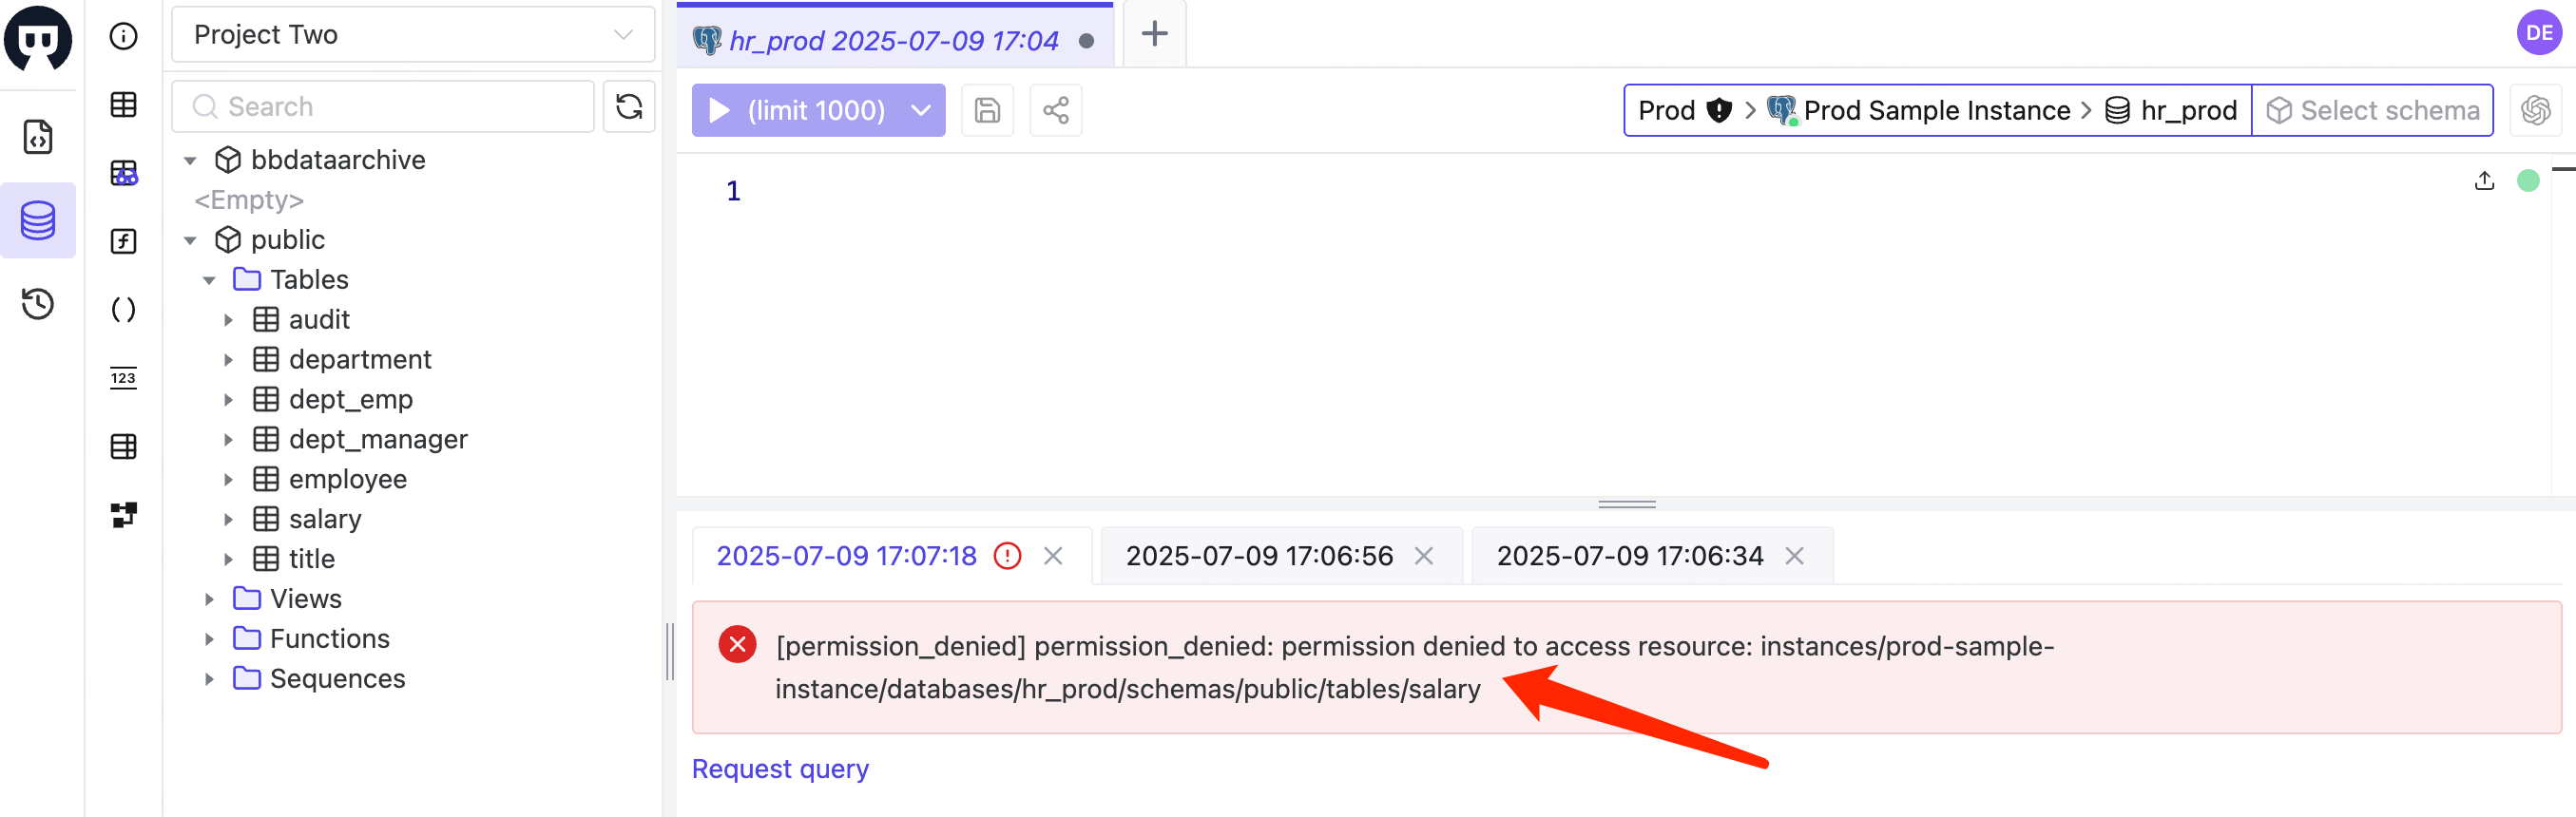 Project Two
hr_prod 2025-07-09 17:04
DE
Search
(limit 1000)
Prod > Prod Sample Instance > hr_prod
Select schema
bbdataarchive
<Empty>
public
Tables
audit
department
dept_emp
dept_manager
employee
salary
title
Views
Functions
Sequences
123
1
2025-07-09 17:07:18
2025-07-09 17:06:56
2025-07-09 17:06:34
[permission_denied] permission_denied: permission denied to access resource: instances/prod-sample-
instance/databases/hr_prod/schemas/public/tables/salary
Request query